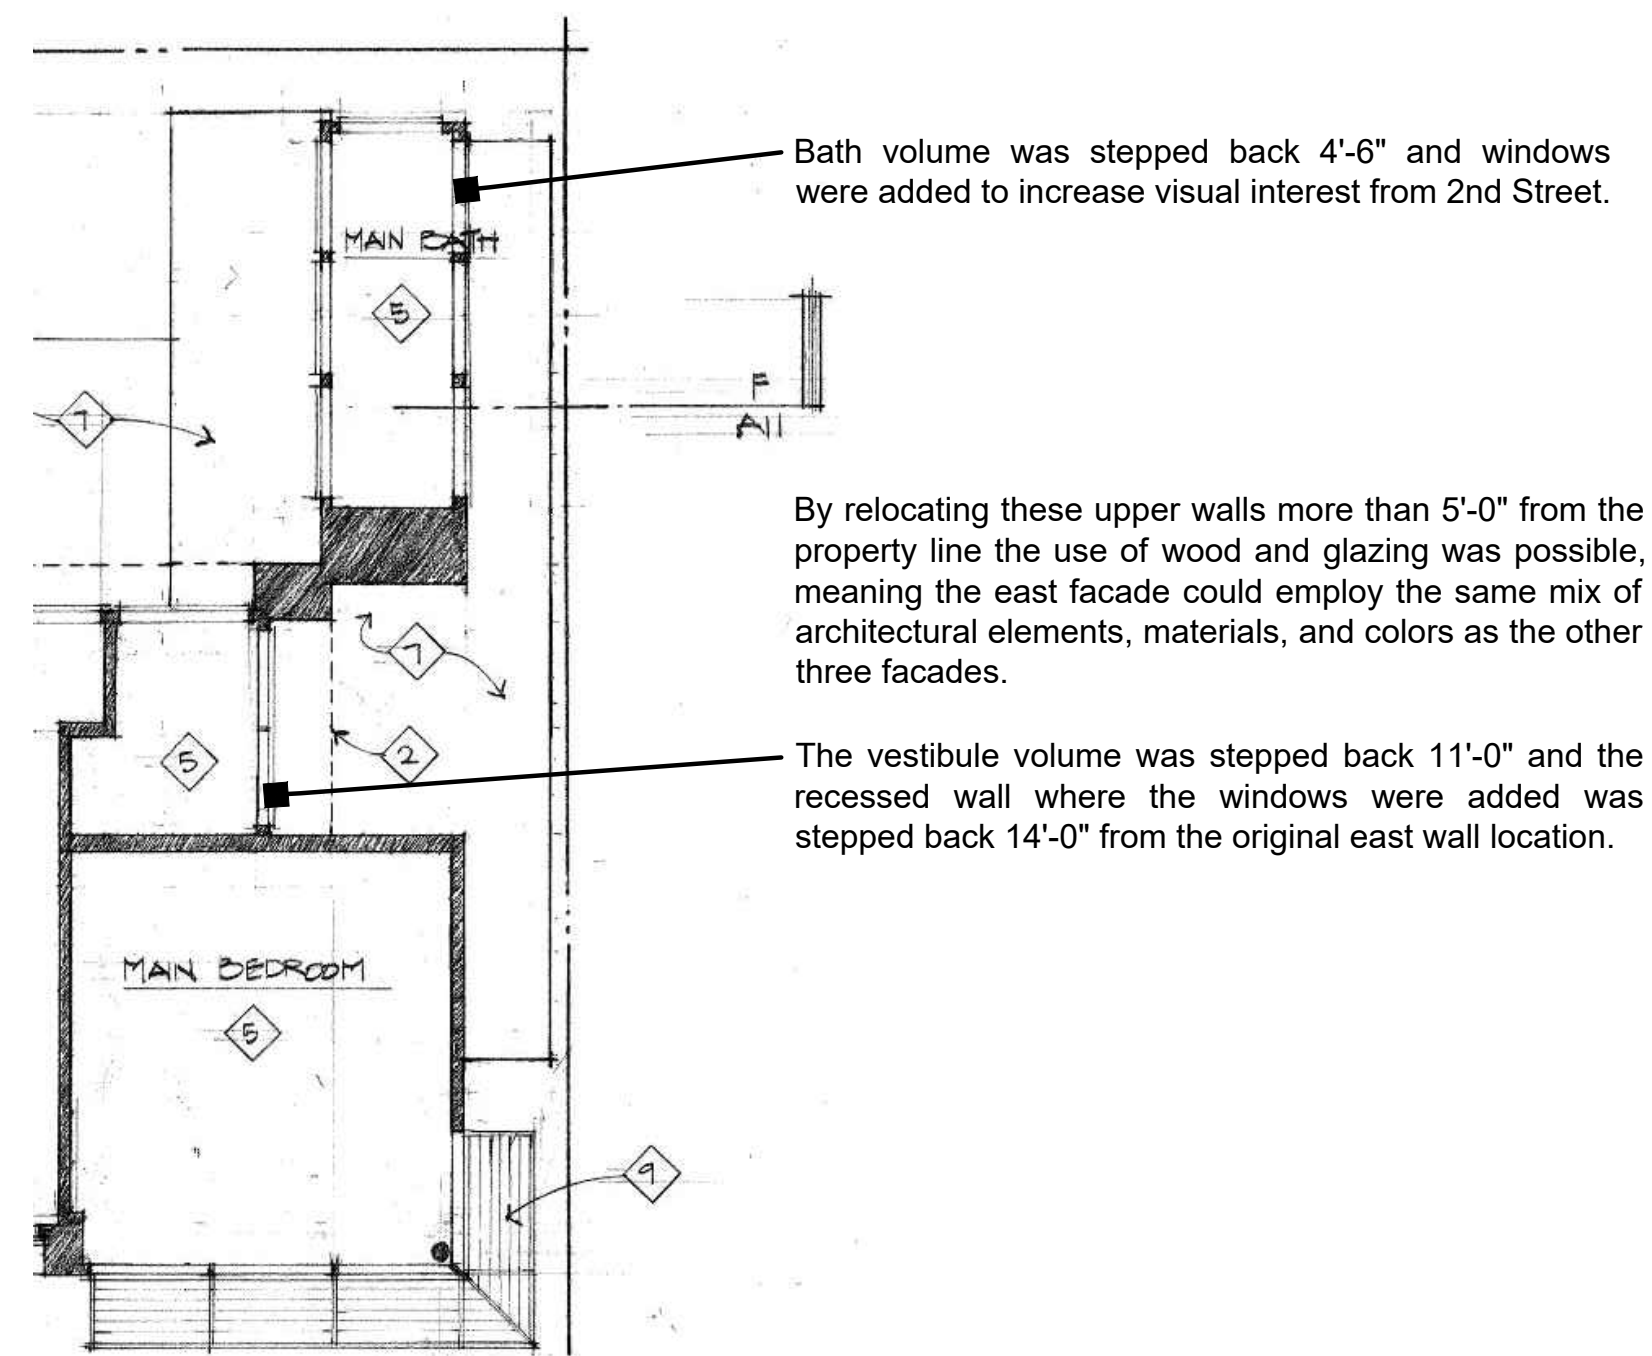 Bath volume was stepped back 4'-6" and windows
were added to increase visual interest from 2nd Street.
MAIN BATH
5
F
All
7
By relocating these upper walls more than 5'-0" from the
property line the use of wood and glazing was possible,
meaning the east facade could employ the same mix of
architectural elements, materials, and colors as the other
three facades.
7
2
5
The vestibule volume was stepped back 11'-0" and the
recessed wall where the windows were added was
stepped back 14'-0" from the original east wall location.
MAIN BEDROOM
5
9